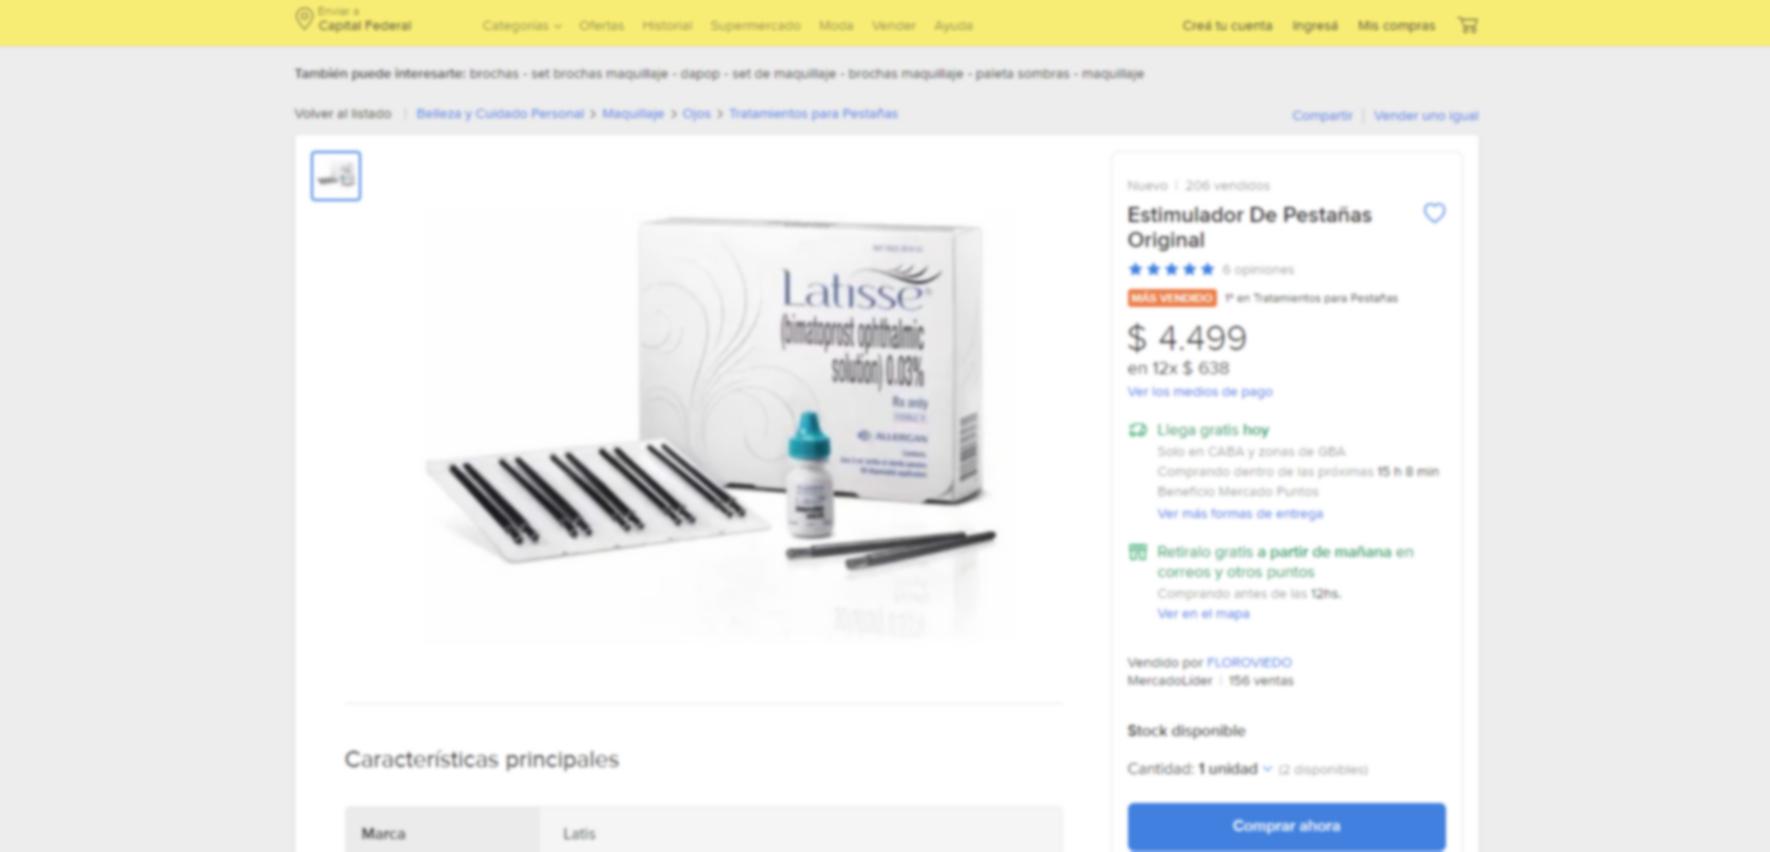 Enviar a
Capital Federal
Categorías Ofertas Historial Supermercado Moda Vender Ayuda
Creá tu cuenta Ingresá Mis compras
También puede interesarte: brochas - set brochas maquillaje - dapop - set de maquillaje - brochas maquillaje - paleta sombras - maquillaje
Volver al listado | Belleza y Cuidado Personal > Maquillaje > Ojos > Tratamientos para Pestañas
Compartir | Vender uno igual
Latisse®
(bimatoprost ophthalmic
solution) 0.03%
Rx only
ALLERGAN
Nuevo | 206 vendidos
Estimulador De Pestañas
Original
6 opiniones
MÁS VENDIDO 1º en Tratamientos para Pestañas
$ 4.499
en 12x $ 638
Ver los medios de pago
Llega gratis hoy
Solo en CABA y zonas de GBA
Comprando dentro de las próximas 15 h 8 min
Beneficio Mercado Puntos
Ver más formas de entrega
Retiralo gratis a partir de mañana en
correos y otros puntos
Comprando antes de las 12hs.
Ver en el mapa
Vendido por FLOROVIEDO
MercadoLíder | 156 ventas
Stock disponible
Cantidad: 1 unidad (2 disponibles)
Comprar ahora
Características principales
Marca Latis